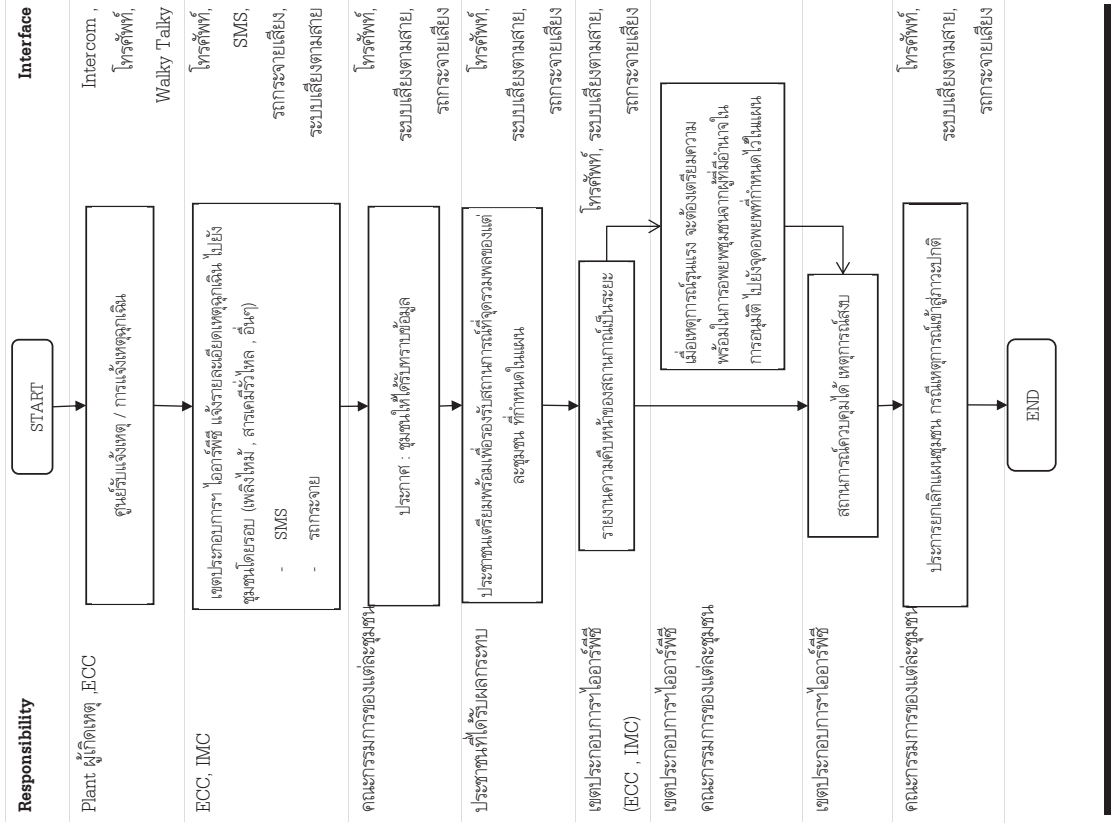 Responsibility
Interface
START
Plant ผู้เกิดเหตุ ,ECC
ศูนย์รับแจ้งเหตุ / การแจ้งเหตุฉุกเฉิน
Intercom ,
โทรศัพท์,
Walky Talky
ECC, IMC
เขตประกอบการฯ ไออาร์พีซี แจ้งรายละเอียดเหตุฉุกเฉิน ไปยัง
ชุมชนโดยรอบ (เพลิงไหม้ , สารเคมีรั่วไหล , อื่นๆ)
- SMS
- รถกระจาย
โทรศัพท์,
SMS,
รถกระจายเสียง,
ระบบเสียงตามสาย
คณะกรรมการของแต่ละชุมชน
ประกาศ : ชุมชนให้ได้รับทราบข้อมูล
โทรศัพท์,
ระบบเสียงตามสาย,
รถกระจายเสียง
ประชาชนที่ได้รับผลกระทบ
ประชาชนเตรียมพร้อมเพื่อรองรับสถานการณ์ที่จุดรวมพลของแต่
ละชุมชน ที่กำหนดในแผน
โทรศัพท์,
ระบบเสียงตามสาย,
รถกระจายเสียง
เขตประกอบการฯไออาร์พีซี
(ECC , IMC)
รายงานความคืบหน้าของสถานกาณ์เป็นระยะ
โทรศัพท์, ระบบเสียงตามสาย,
รถกระจายเสียง
เขตประกอบการฯไออาร์พีซี
คณะกรรมการของแต่ละชุมชน
เมื่อเหตุการณ์รุนแรง จะต้องเตรียมความ
พร้อมในการอพยพชุมชนจากผู้ที่มีอำนาจใน
การอนุมัติ ไปยังจุดอพยพที่กำหนดไว้ในแผน
เขตประกอบการฯไออาร์พีซี
สถานการณ์ควบคุมได้ เหตุการณ์สงบ
คณะกรรมการของแต่ละชุมชน
ประการยกเลิกแผนชุมชน กรณีเหตุการณ์เข้าสู่ภาวะปกติ
โทรศัพท์,
ระบบเสียงตามสาย,
รถกระจายเสียง
END